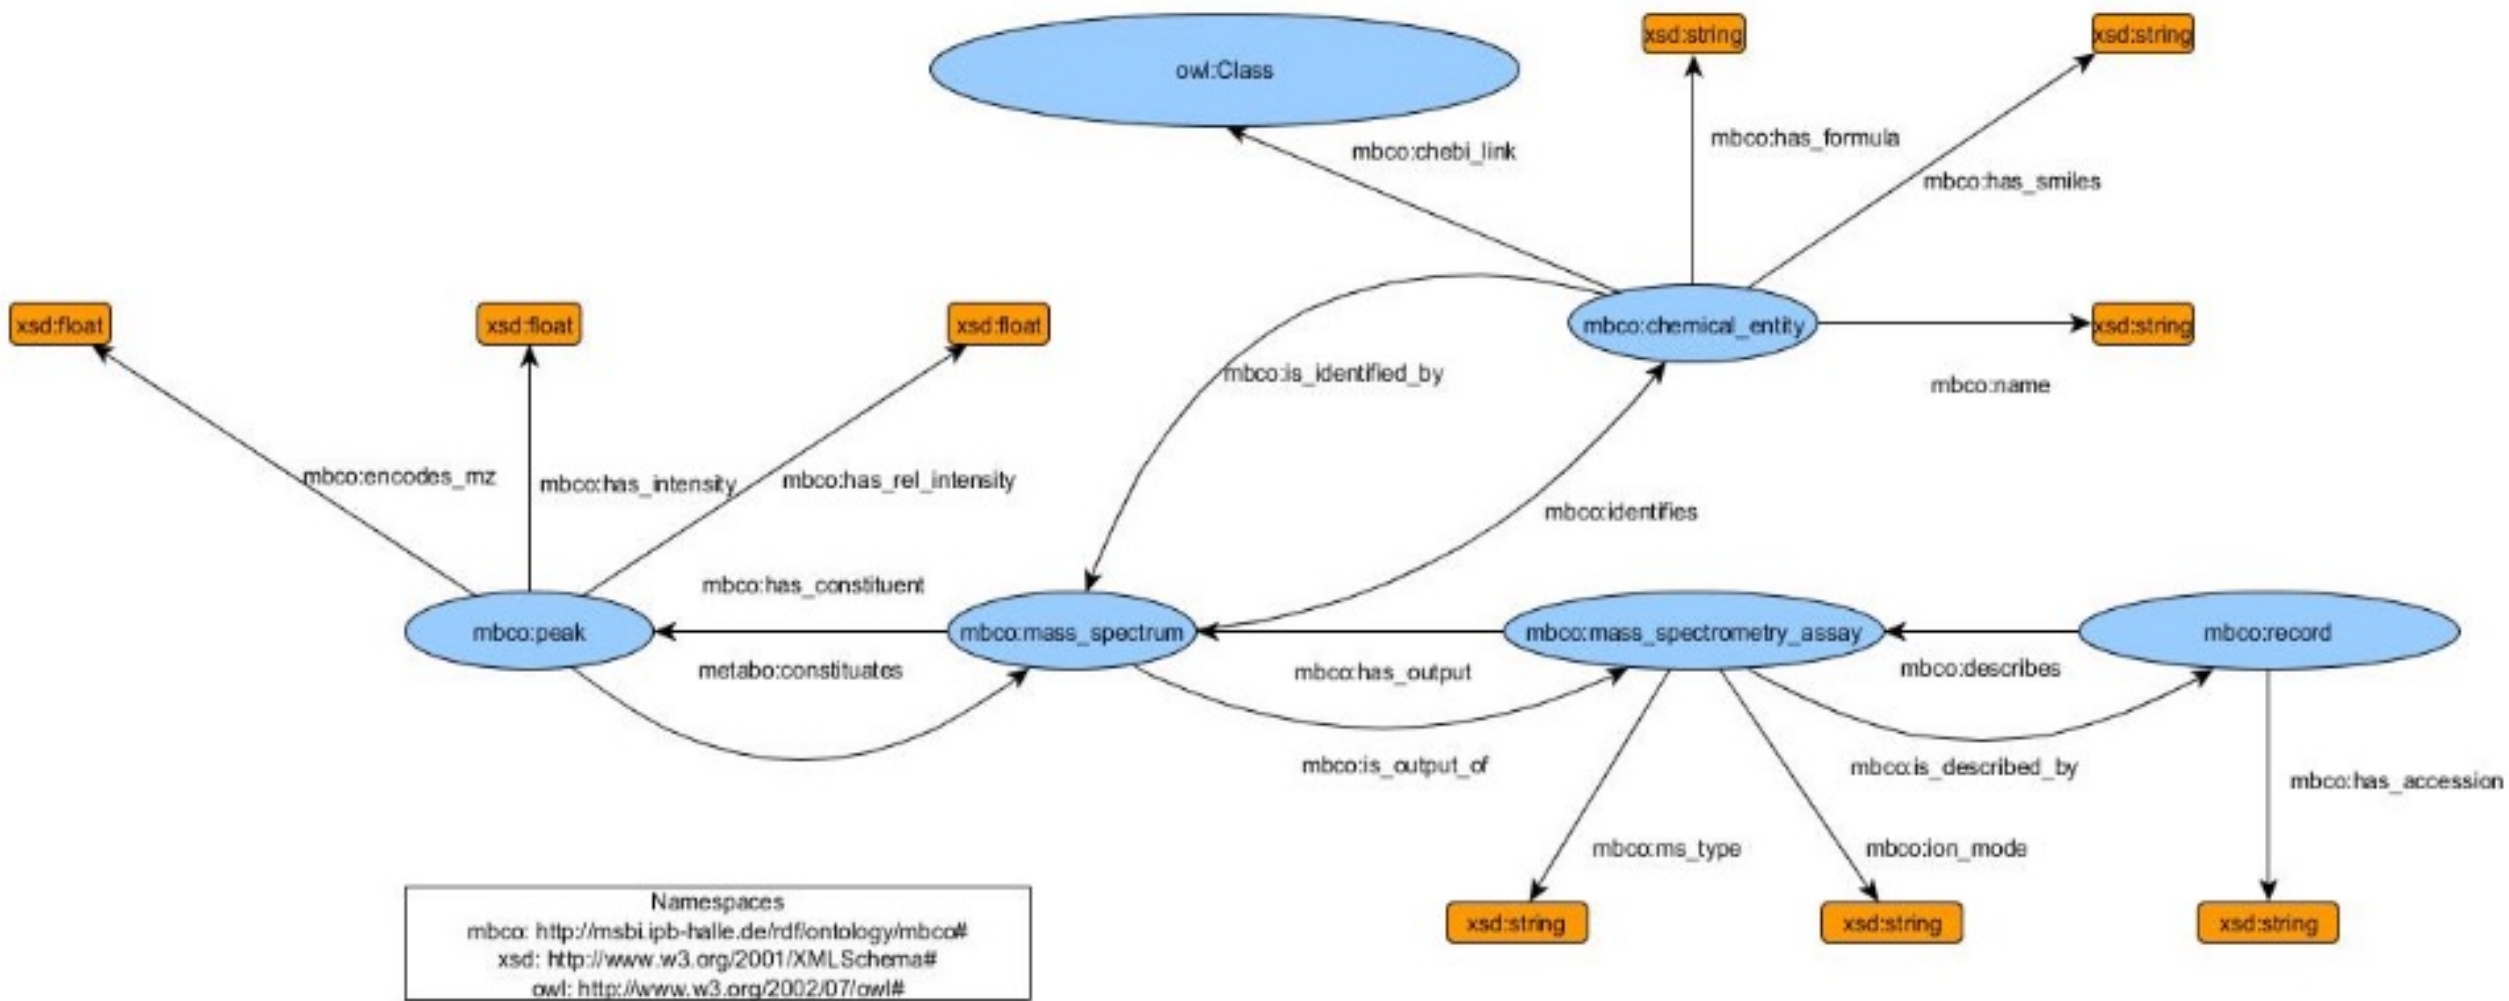 xsd:string
xsd:string
owl:Class
mbco:has_formula
mbco:chebi_link
mbco:has_smiles
xsd:float
xsd:float
xsd:float
mbco:chemical_entity
xsd:string
mbco:is_identified_by
mbco:name
mbco:encodes_mz
mbco:has_intensity
mbco:has_rel_intensity
mbco:identifies
mbco:has_constituent
mbco:peak
mbco:mass_spectrum
mbco:mass_spectrometry_assay
mbco:record
metabo:constituates
mbco:has_output
mbco:describes
mbco:is_output_of
mbco:is_described_by
mbco:has_accession
mbco:ms_type
mbco:ion_mode
xsd:string
xsd:string
xsd:string
Namespaces
mbco: http://msbi.ipb-halle.de/rdf/ontology/mbco#
xsd: http://www.w3.org/2001/XMLSchema#
owl: http://www.w3.org/2002/07/owl#